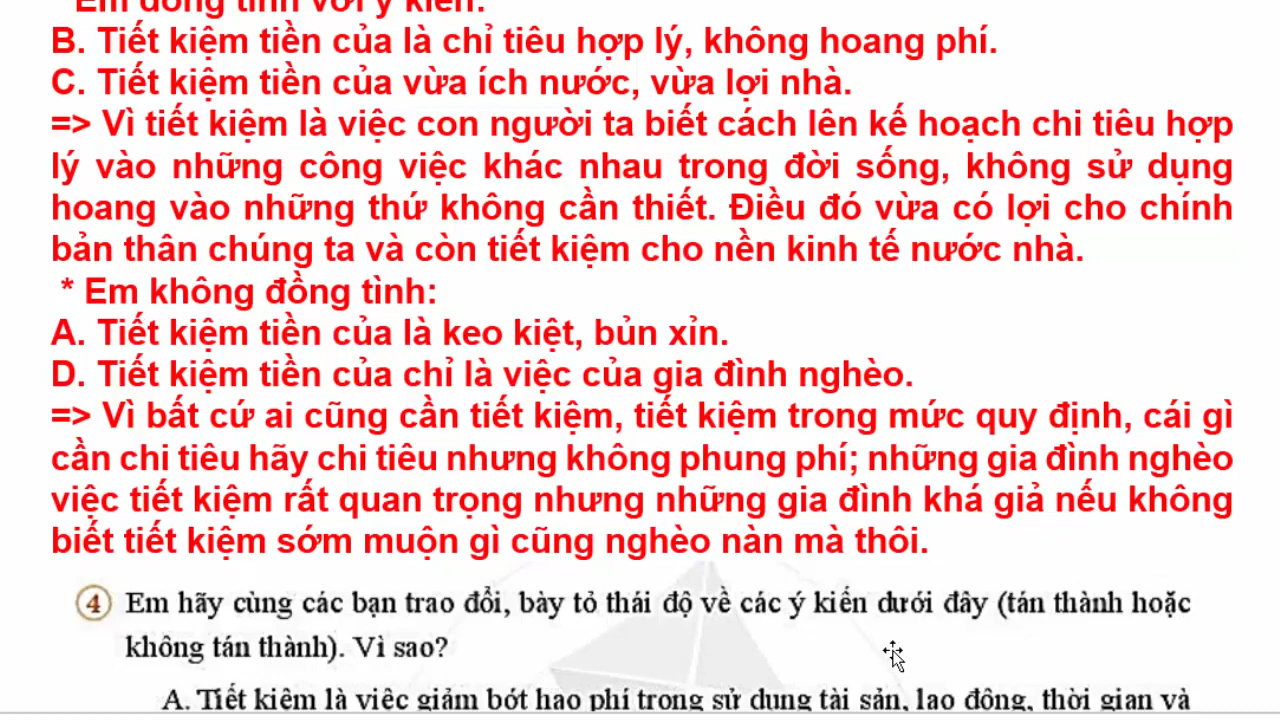 * Em đồng tình với ý kiến:
B. Tiết kiệm tiền của là chỉ tiêu hợp lý, không hoang phí.
C. Tiết kiệm tiền của vừa ích nước, vừa lợi nhà.
=> Vì tiết kiệm là việc con người ta biết cách lên kế hoạch chi tiêu hợp
lý vào những công việc khác nhau trong đời sống, không sử dụng
hoang vào những thứ không cần thiết. Điều đó vừa có lợi cho chính
bản thân chúng ta và còn tiết kiệm cho nền kinh tế nước nhà.
* Em không đồng tình:
A. Tiết kiệm tiền của là keo kiệt, bủn xỉn.
D. Tiết kiệm tiền của chỉ là việc của gia đình nghèo.
=> Vì bất cứ ai cũng cần tiết kiệm, tiết kiệm trong mức quy định, cái gì
cần chi tiêu hãy chi tiêu nhưng không phung phí; những gia đình nghèo
việc tiết kiệm rất quan trọng nhưng những gia đình khá giả nếu không
biết tiết kiệm sớm muộn gì cũng nghèo nàn mà thôi.
4 Em hãy cùng các bạn trao đổi, bày tỏ thái độ về các ý kiến dưới đây (tán thành hoặc
không tán thành). Vì sao?
A. Tiết kiệm là việc giảm bớt hao phí trong sử dụng tài sản, lao động, thời gian và